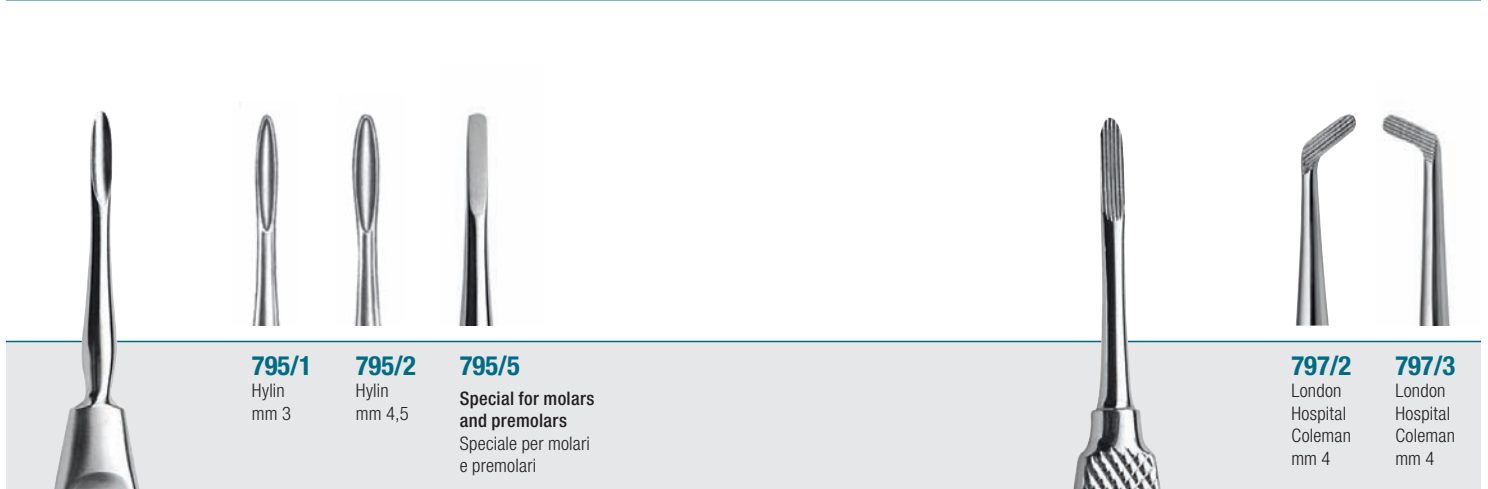 795/1
Hylin
mm 3
795/2
Hylin
mm 4,5
795/5
Special for molars
and premolars
Speciale per molari
e premolari
797/2
London
Hospital
Coleman
mm 4
797/3
London
Hospital
Coleman
mm 4